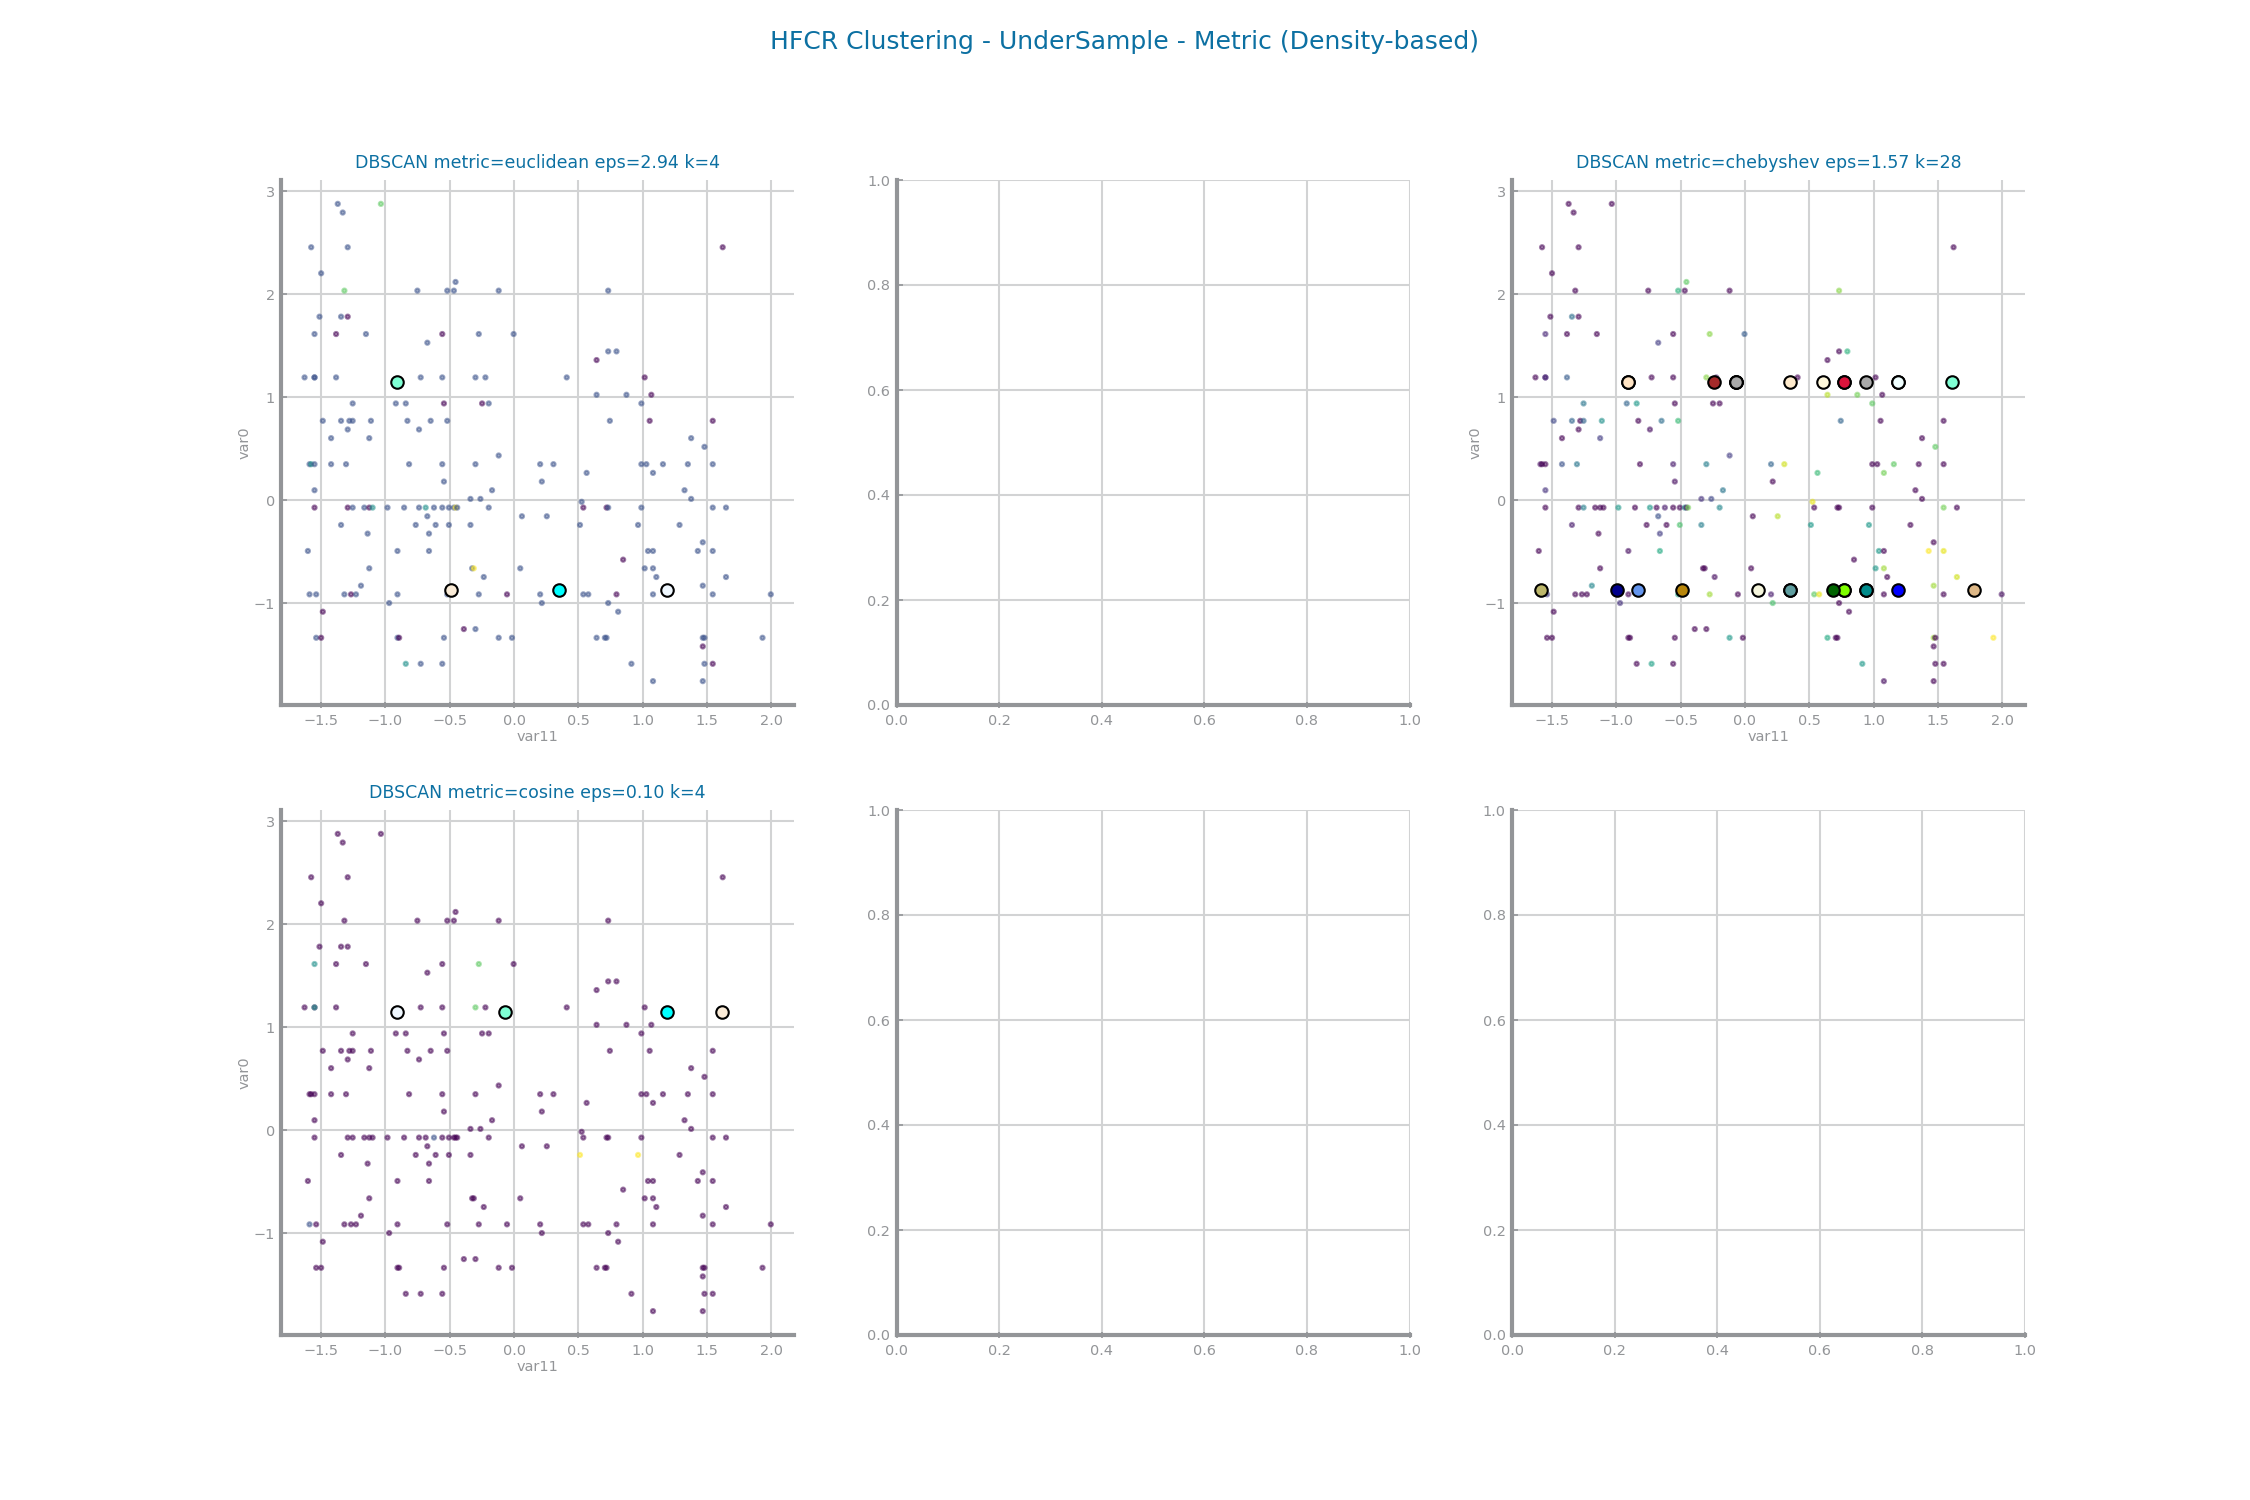 HFCR Clustering - UnderSample - Metric (Density-based)
DBSCAN metric=euclidean eps=2.94 k=4
3
2
1
0
−1
var0
−1.5 −1.0 −0.5 0.0 0.5 1.0 1.5 2.0
var11
1.0
0.8
0.6
0.4
0.2
0.0
0.0 0.2 0.4 0.6 0.8 1.0
DBSCAN metric=chebyshev eps=1.57 k=28
3
2
1
0
−1
var0
−1.5 −1.0 −0.5 0.0 0.5 1.0 1.5 2.0
var11
DBSCAN metric=cosine eps=0.10 k=4
3
2
1
0
−1
var0
−1.5 −1.0 −0.5 0.0 0.5 1.0 1.5 2.0
var11
1.0
0.8
0.6
0.4
0.2
0.0
0.0 0.2 0.4 0.6 0.8 1.0
1.0
0.8
0.6
0.4
0.2
0.0
0.0 0.2 0.4 0.6 0.8 1.0